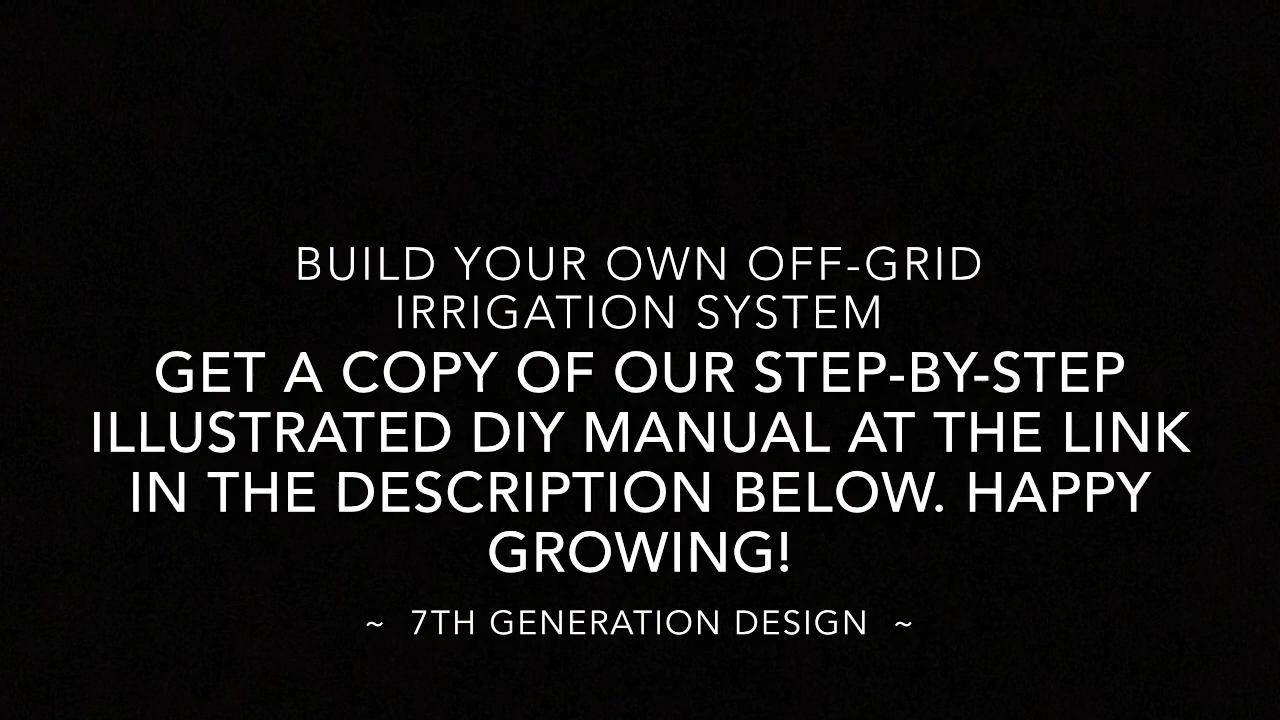 BUILD YOUR OWN OFF-GRID
IRRIGATION SYSTEM
GET A COPY OF OUR STEP-BY-STEP
ILLUSTRATED DIY MANUAL AT THE LINK
IN THE DESCRIPTION BELOW. HAPPY
GROWING!
~ 7TH GENERATION DESIGN ~